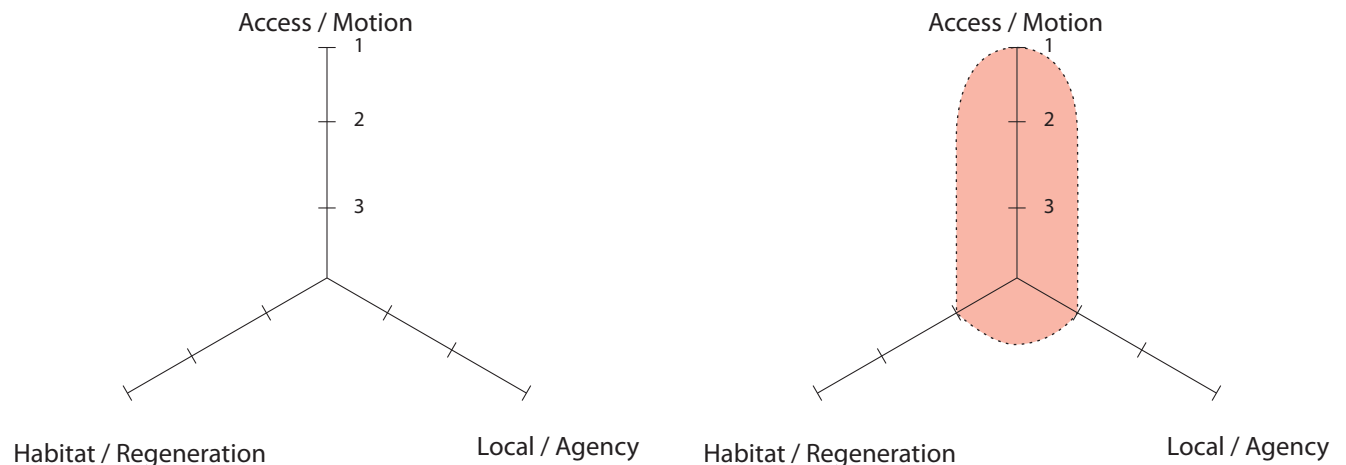 Access / Motion
1
2
3
Habitat / Regeneration
Local / Agency
Access / Motion
1
2
3
Habitat / Regeneration
Local / Agency